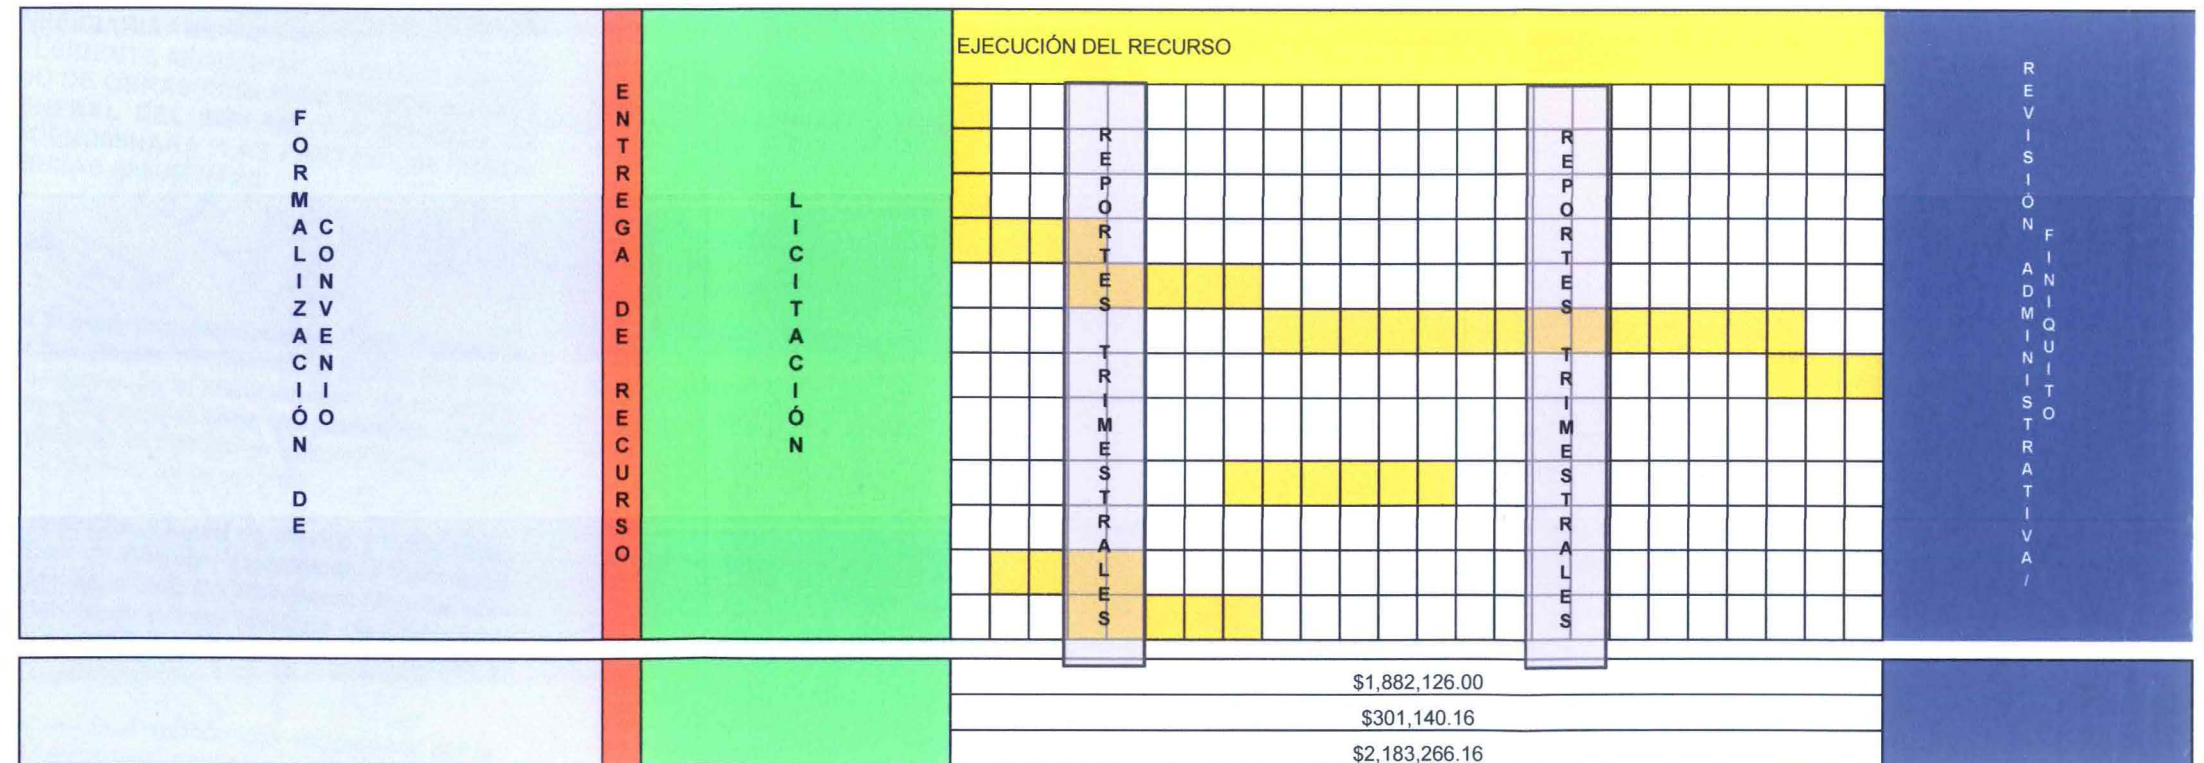 FORMALIZACIÓN DE
CONVENIO
ENTREGA DE RECURSO
LICITACIÓN
EJECUCIÓN DEL RECURSO
REPORTES TRIMESTRALES
REPORTES TRIMESTRALES
REVISIÓN ADMINISTRATIVA/
FINIQUITO
$1,882,126.00
$301,140.16
$2,183,266.16